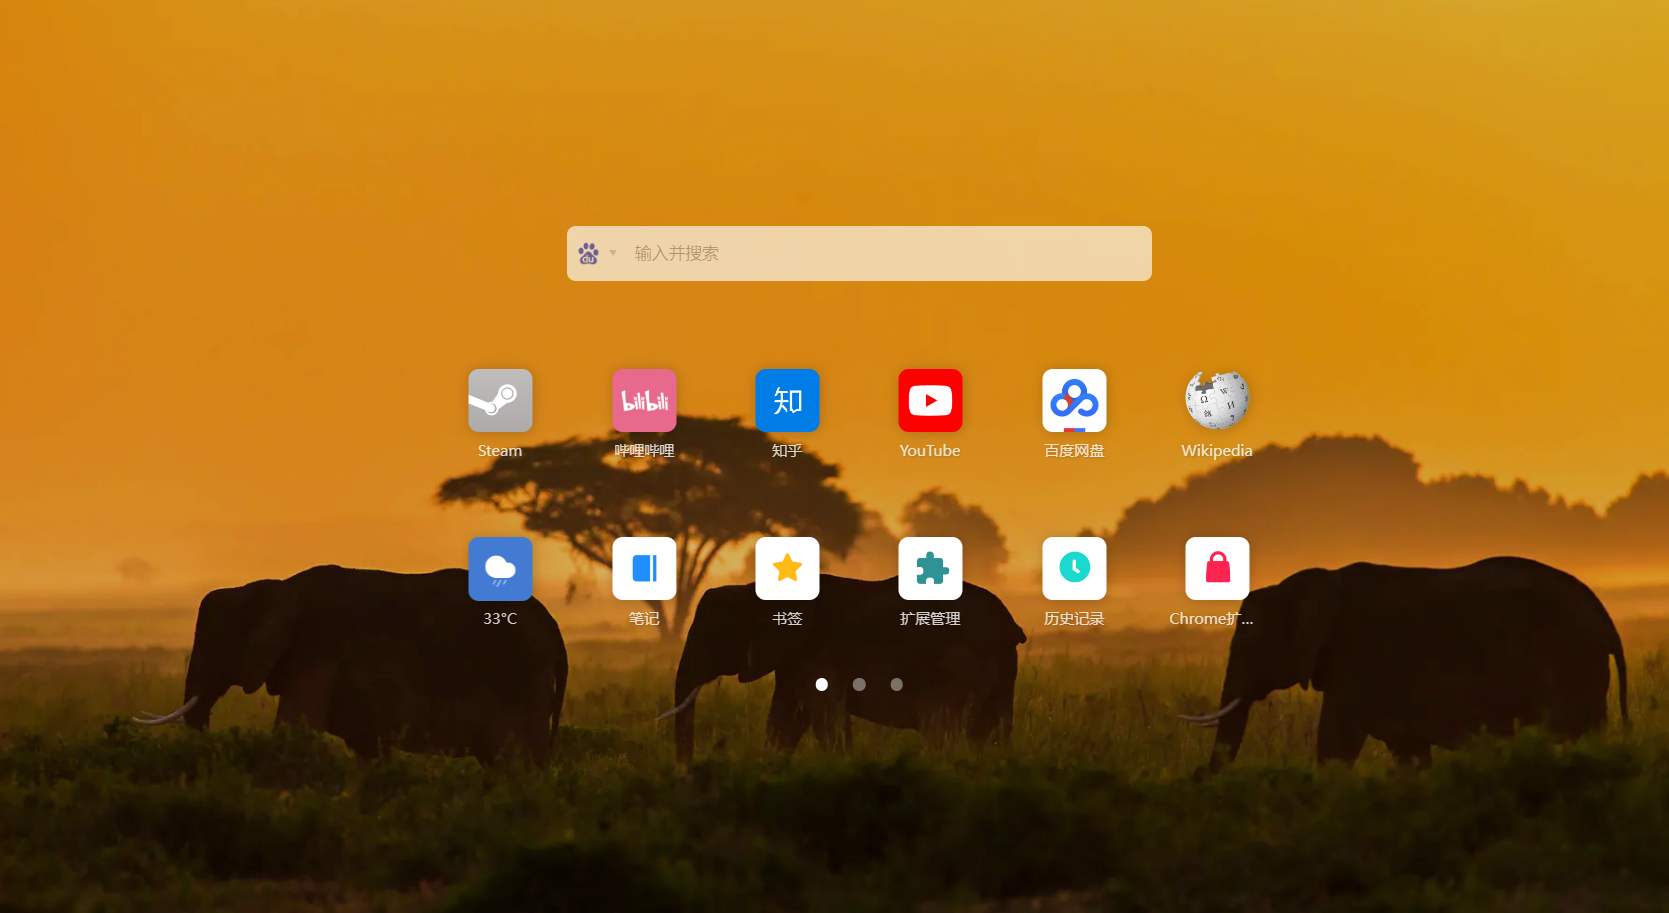 du
输入并搜索
bilibili
知
Steam
哔哩哔哩
知乎
YouTube
百度网盘
Wikipedia
33°C
笔记
书签
扩展管理
历史记录
Chrome扩...